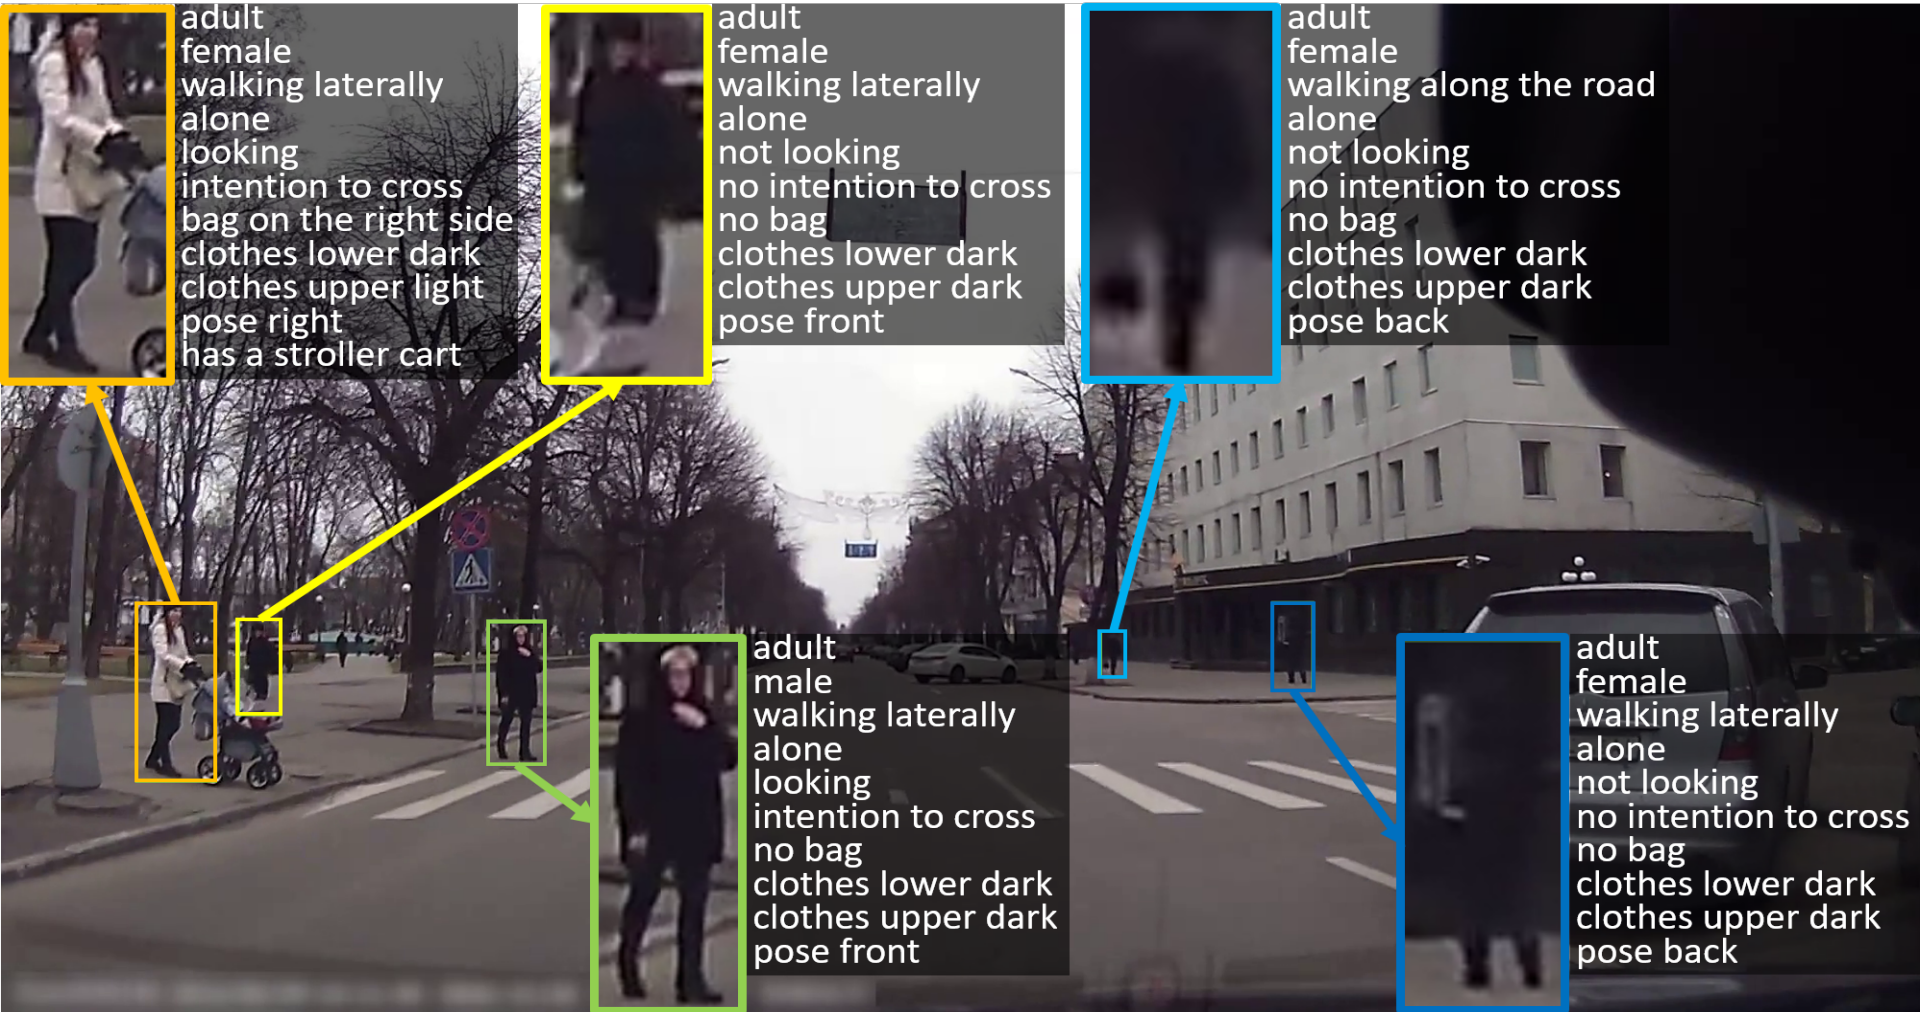 adult
female
walking laterally
alone
looking
intention to cross
bag on the right side
clothes lower dark
clothes upper light
pose right
has a stroller cart
adult
female
walking laterally
alone
not looking
no intention to cross
no bag
clothes lower dark
clothes upper dark
pose front
adult
female
walking along the road
alone
not looking
no intention to cross
no bag
clothes lower dark
clothes upper dark
pose back
adult
male
walking laterally
alone
looking
intention to cross
no bag
clothes lower dark
clothes upper dark
pose front
adult
female
walking laterally
alone
not looking
no intention to cross
no bag
clothes lower dark
clothes upper dark
pose back